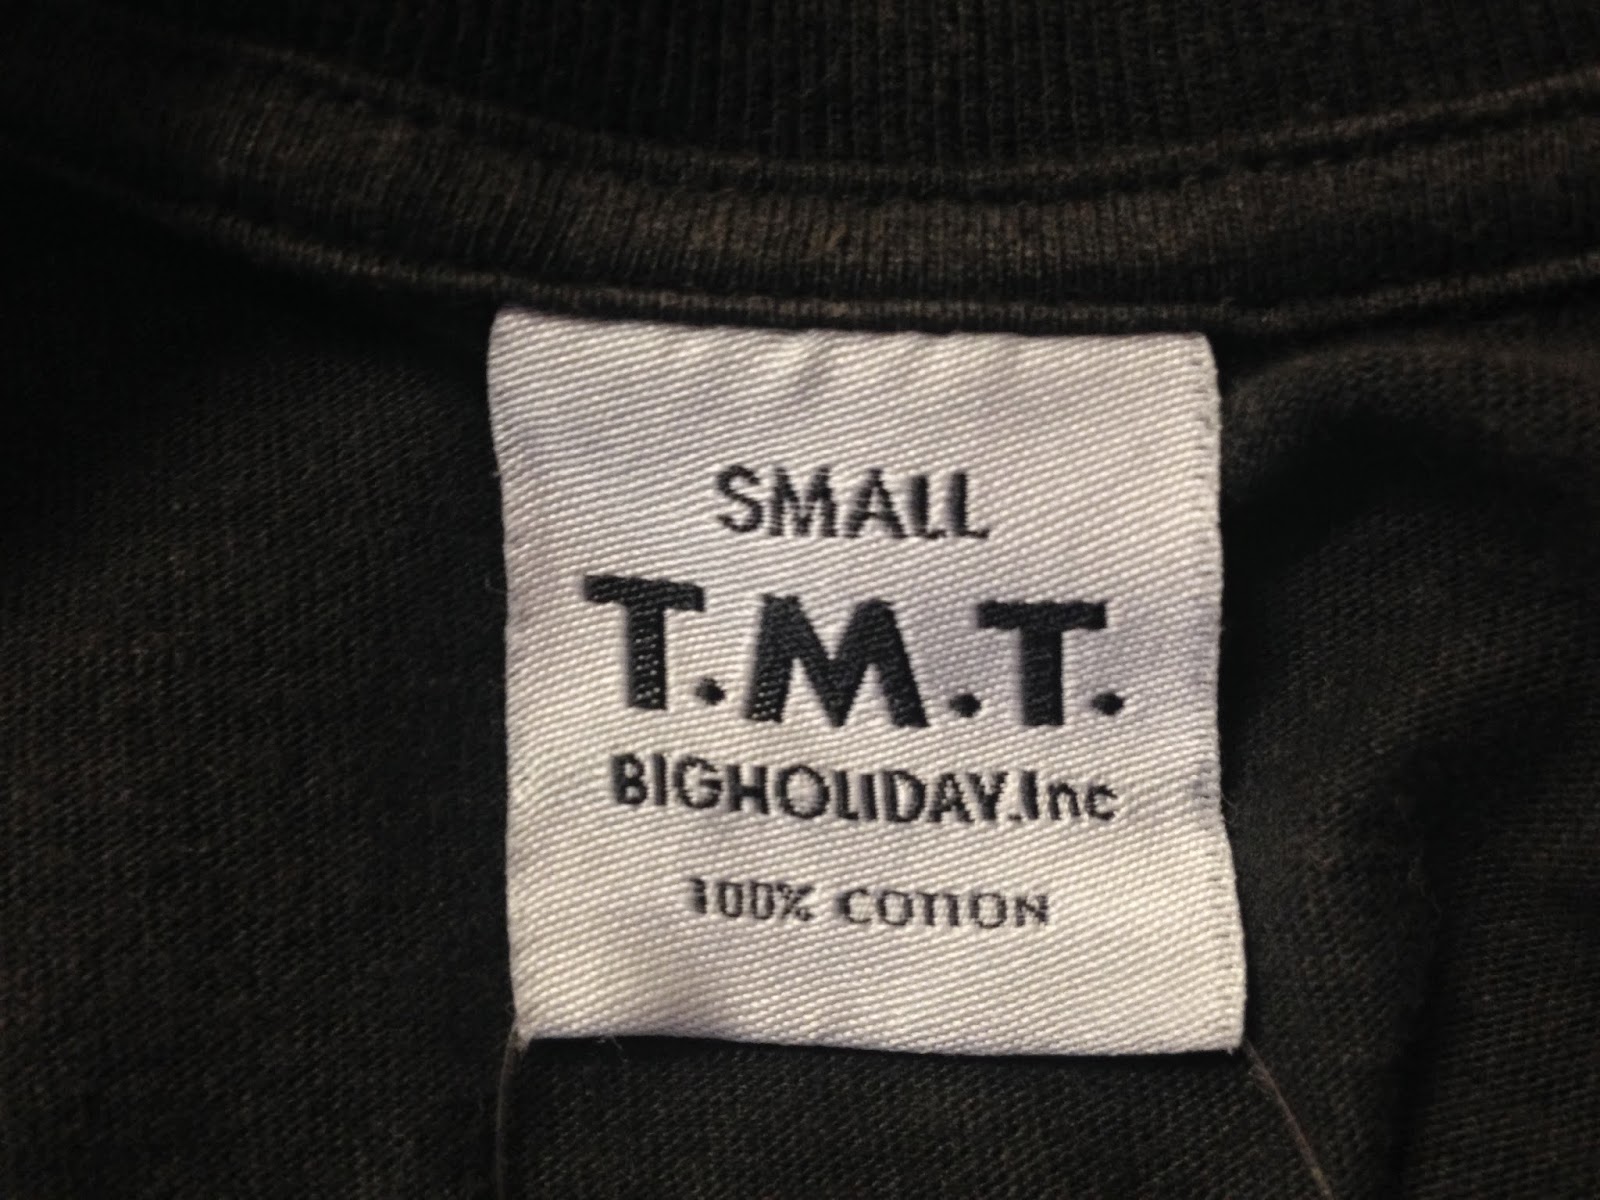 SMALL
T.M.T.
BIGHOLIDAY.Inc
100% COTTON